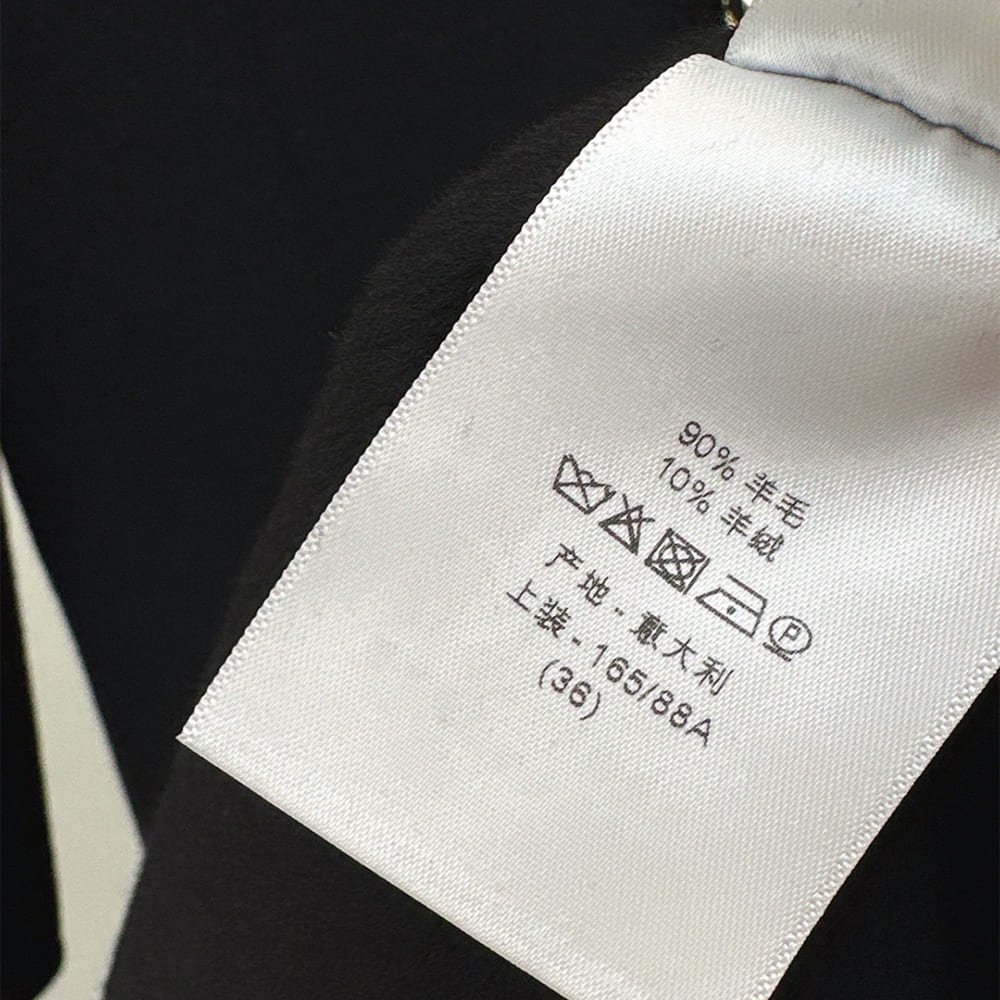 90% 羊毛
10% 羊绒
P
产地 - 意大利
上装 - 165/88A
(36)